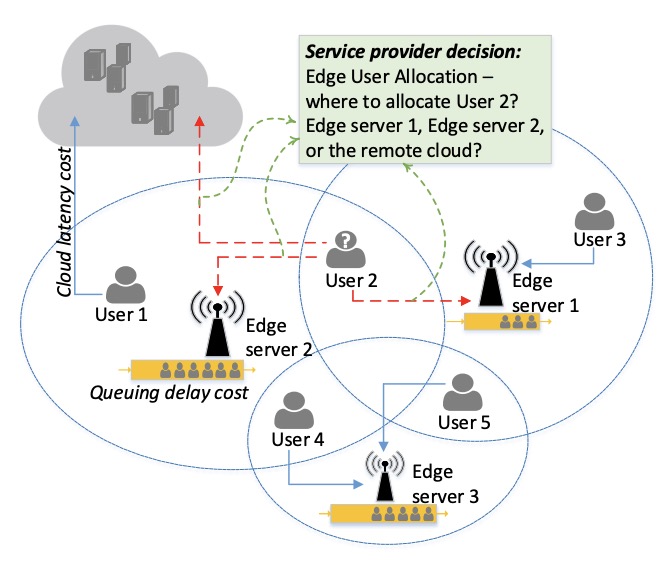 Service provider decision:
Edge User Allocation –
where to allocate User 2?
Edge server 1, Edge server 2,
or the remote cloud?
Cloud latency cost
User 3
?
User 2
Edge
server 1
User 1
Edge
server 2
Queuing delay cost
User 4
User 5
Edge
server 3